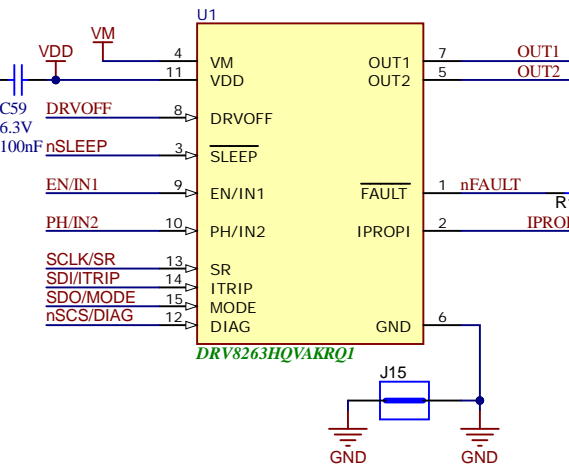 U1
VM
VDD
C59
6.3V
100nF
4 VM
11 VDD
DRVOFF 8 DRVOFF
nSLEEP 3 SLEEP
EN/IN1 9 EN/IN1
PH/IN2 10 PH/IN2
SCLK/SR 13 SR
SDI/ITRIP 14 ITRIP
SDO/MODE 15 MODE
nSCS/DIAG 12 DIAG
OUT1 7 OUT1
OUT2 5 OUT2
FAULT 1 nFAULT
R
IPROPI 2 IPROPI
GND 6
DRV8263HQVAKRQ1
J15
GND
GND